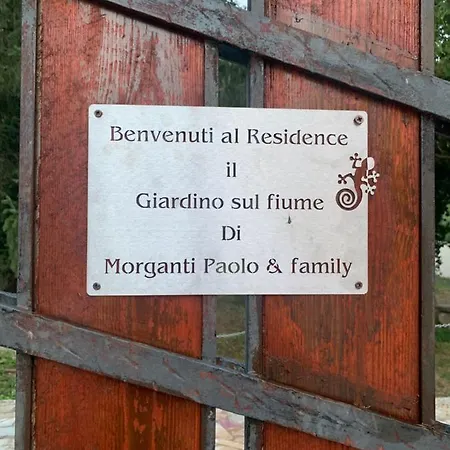 Benvenuti al Residence
il
Giardino sul fiume
Di
Morganti Paolo & family